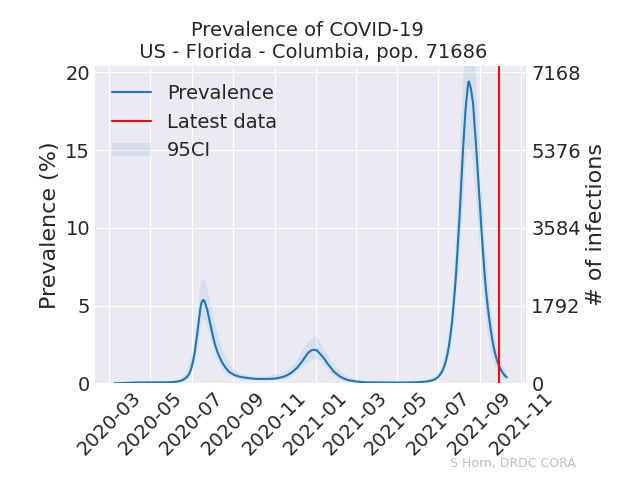 Prevalence of COVID-19
US - Florida - Columbia, pop. 71686
Prevalence (%)
20
15
10
5
0
Prevalence
Latest data
95CI
7168
5376
3584
1792
0
# of infections
2020-03
2020-05
2020-07
2020-09
2020-11
2021-01
2021-03
2021-05
2021-07
2021-09
2021-11
S Horn, DRDC CORA